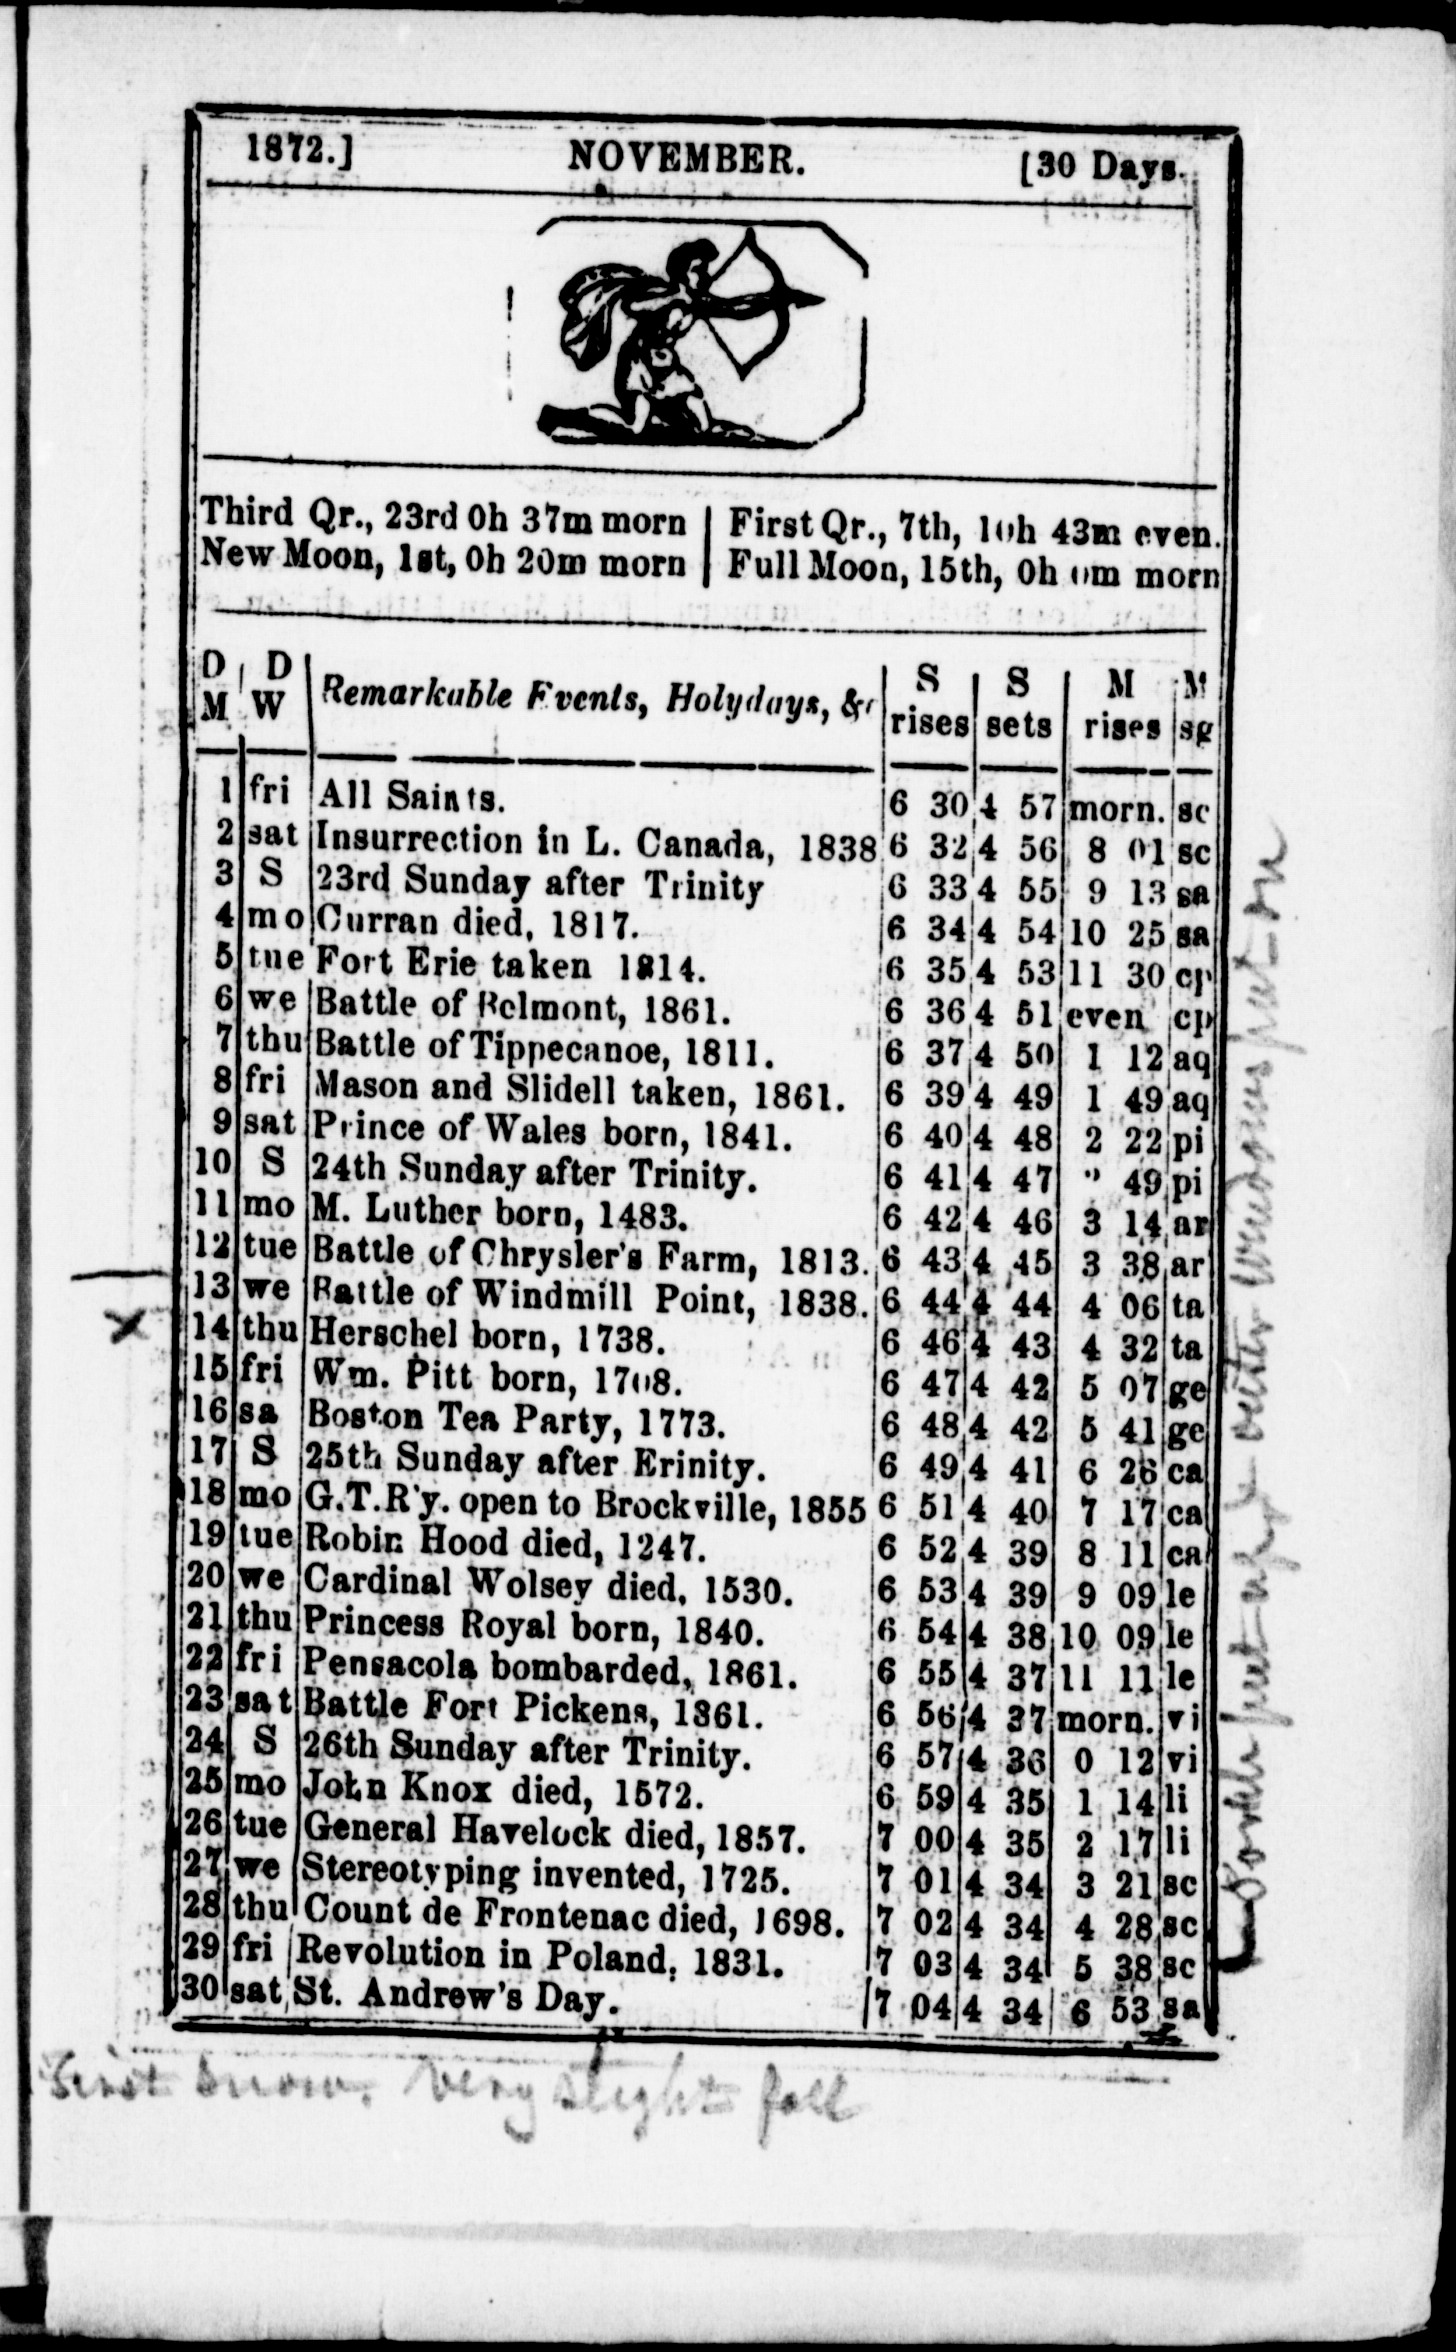 1872.] NOVEMBER. [30 Days.
Third Qr., 23rd 0h 37m morn | First Qr., 7th, 10h 43m even.
New Moon, 1st, 0h 20m morn | Full Moon, 15th, 0h 0m morn
D M | D W | Remarkable Events, Holydays, &c | S rises | S sets | M rises | M sg
1 fri All Saints. 6 30 4 57 morn. sc
2 sat Insurrection in L. Canada, 1838 6 32 4 56 8 01 sc
3 S 23rd Sunday after Trinity 6 33 4 55 9 13 sa
4 mo Curran died, 1817. 6 34 4 54 10 25 sa
5 tue Fort Erie taken 1814. 6 35 4 53 11 30 cp
6 we Battle of Belmont, 1861. 6 36 4 51 even cp
7 thu Battle of Tippecanoe, 1811. 6 37 4 50 1 12 aq
8 fri Mason and Slidell taken, 1861. 6 39 4 49 1 49 aq
9 sat Prince of Wales born, 1841. 6 40 4 48 2 22 pi
10 S 24th Sunday after Trinity. 6 41 4 47 " 49 pi
11 mo M. Luther born, 1483. 6 42 4 46 3 14 ar
12 tue Battle of Chrysler's Farm, 1813. 6 43 4 45 3 38 ar
13 we Battle of Windmill Point, 1838. 6 44 4 44 4 06 ta
14 thu Herschel born, 1738. 6 46 4 43 4 32 ta
15 fri Wm. Pitt born, 1708. 6 47 4 42 5 07 ge
16 sa Boston Tea Party, 1773. 6 48 4 42 5 41 ge
17 S 25th Sunday after Erinity. 6 49 4 41 6 26 ca
18 mo G.T.R'y. open to Brockville, 1855 6 51 4 40 7 17 ca
19 tue Robin Hood died, 1247. 6 52 4 39 8 11 ca
20 we Cardinal Wolsey died, 1530. 6 53 4 39 9 09 le
21 thu Princess Royal born, 1840. 6 54 4 38 10 09 le
22 fri Pensacola bombarded, 1861. 6 55 4 37 11 11 le
23 sat Battle Fort Pickens, 1861. 6 56 4 37 morn. vi
24 S 26th Sunday after Trinity. 6 57 4 36 0 12 vi
25 mo John Knox died, 1572. 6 59 4 35 1 14 li
26 tue General Havelock died, 1857. 7 00 4 35 2 17 li
27 we Stereotyping invented, 1725. 7 01 4 34 3 21 sc
28 thu Count de Frontenac died, 1698. 7 02 4 34 4 28 sc
29 fri Revolution in Poland, 1831. 7 03 4 34 5 38 sc
30 sat St. Andrew's Day. 7 04 4 34 6 53 sa
First snow. Very slight fall
put up outer windows put on